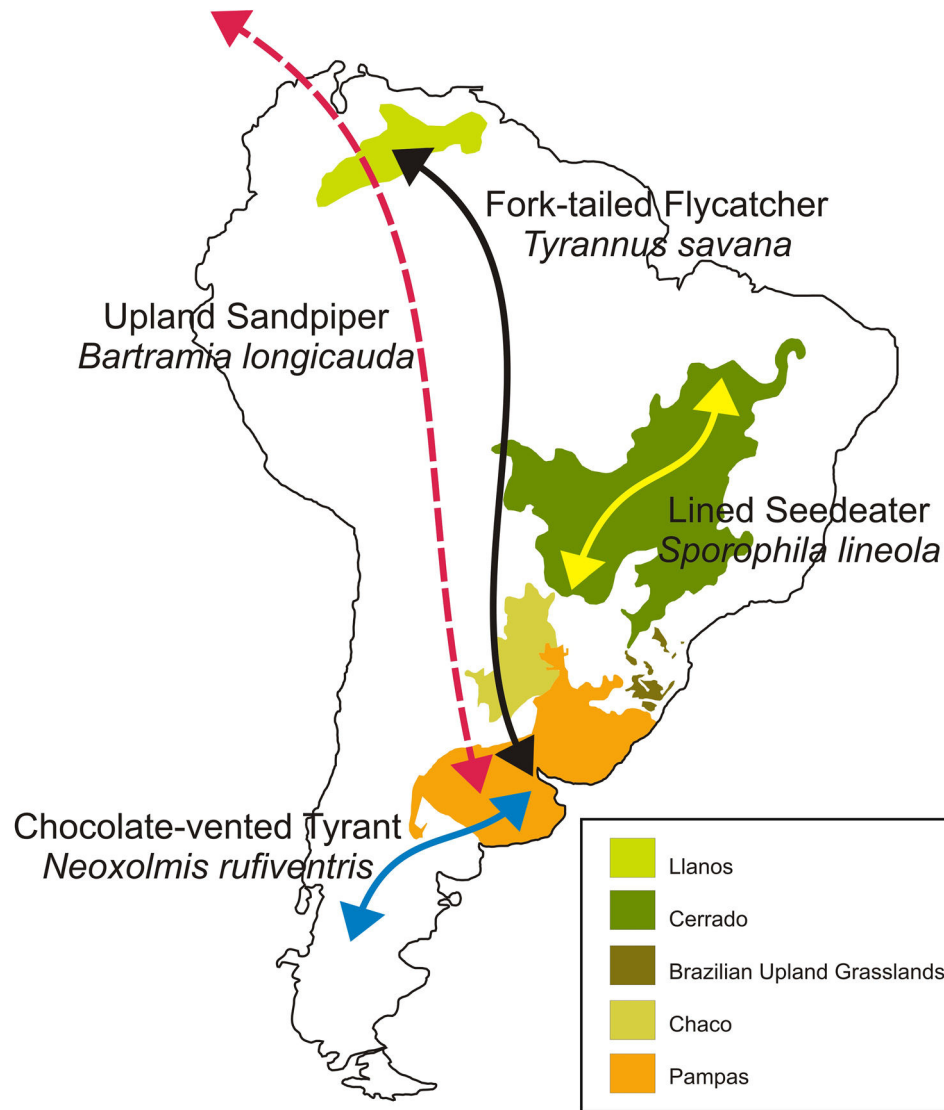 Fork-tailed Flycatcher
Tyrannus savana
Upland Sandpiper
Bartramia longicauda
Lined Seedeater
Sporophila lineola
Chocolate-vented Tyrant
Neoxolmis rufiventris
Llanos
Cerrado
Brazilian Upland Grasslands
Chaco
Pampas